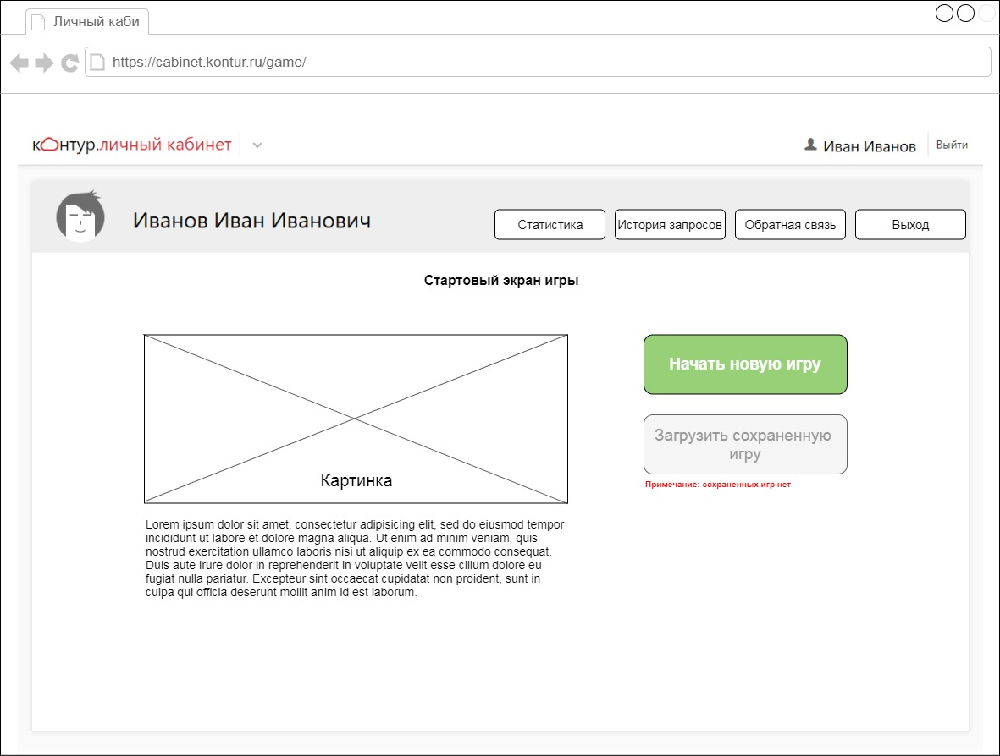 Личный каби
https://cabinet.kontur.ru/game/
контур.личный кабинет
Иван Иванов
Выйти
Иванов Иван Иванович
Статистика
История запросов
Обратная связь
Выход
Стартовый экран игры
Картинка
Lorem ipsum dolor sit amet, consectetur adipisicing elit, sed do eiusmod tempor
incididunt ut labore et dolore magna aliqua. Ut enim ad minim veniam, quis
nostrud exercitation ullamco laboris nisi ut aliquip ex ea commodo consequat.
Duis aute irure dolor in reprehenderit in voluptate velit esse cillum dolore eu
fugiat nulla pariatur. Excepteur sint occaecat cupidatat non proident, sunt in
culpa qui officia deserunt mollit anim id est laborum.
Начать новую игру
Загрузить сохраненную
игру
Примечание: сохраненных игр нет